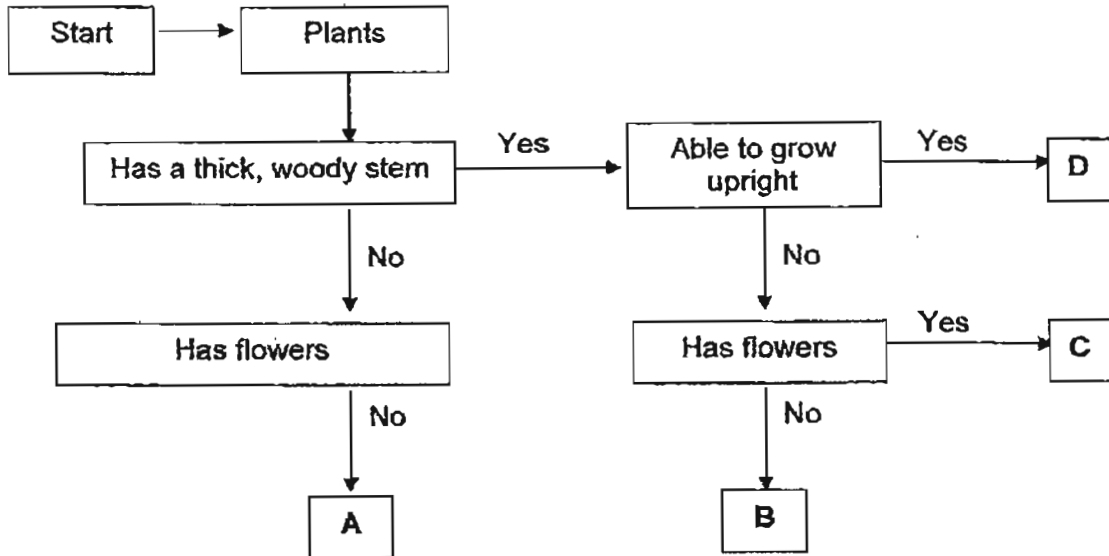 Start
Plants
Has a thick, woody stem
Yes
Able to grow
upright
Yes
D
No
No
Has flowers
Has flowers
Yes
C
No
No
A
B